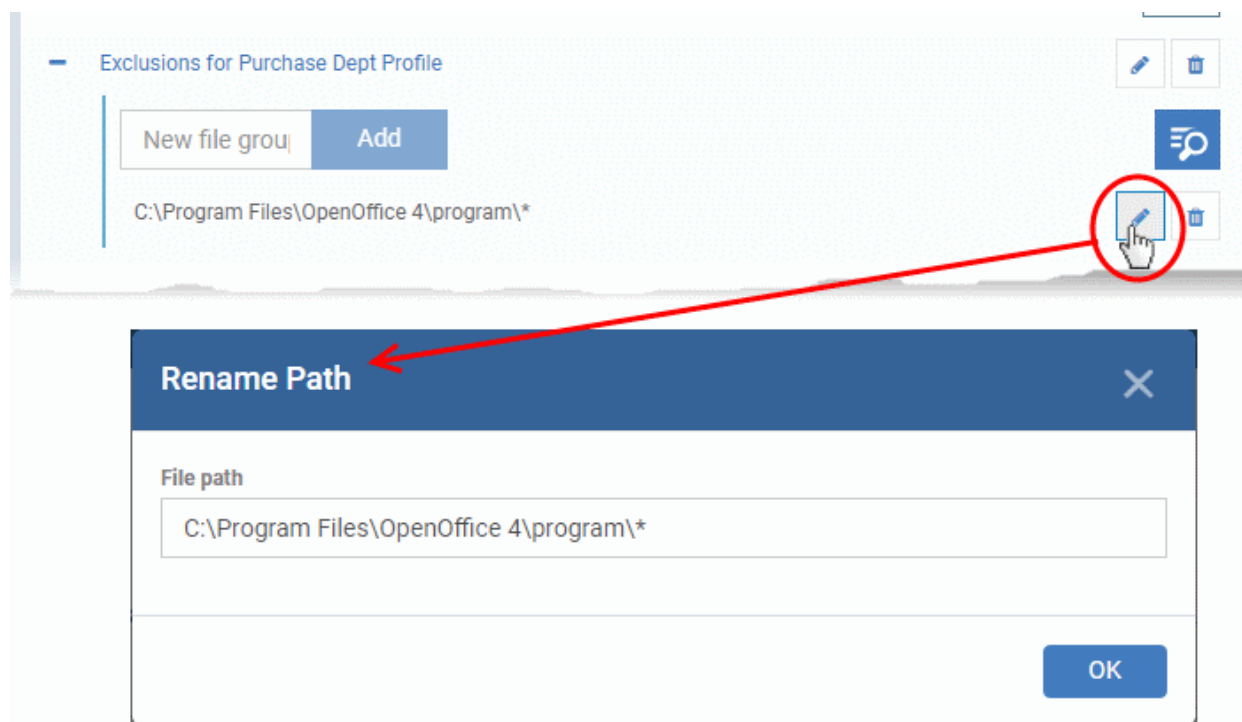 Exclusions for Purchase Dept Profile
New file grou
Add
C:\Program Files\OpenOffice 4\program\*
Rename Path
File path
C:\Program Files\OpenOffice 4\program\*
OK